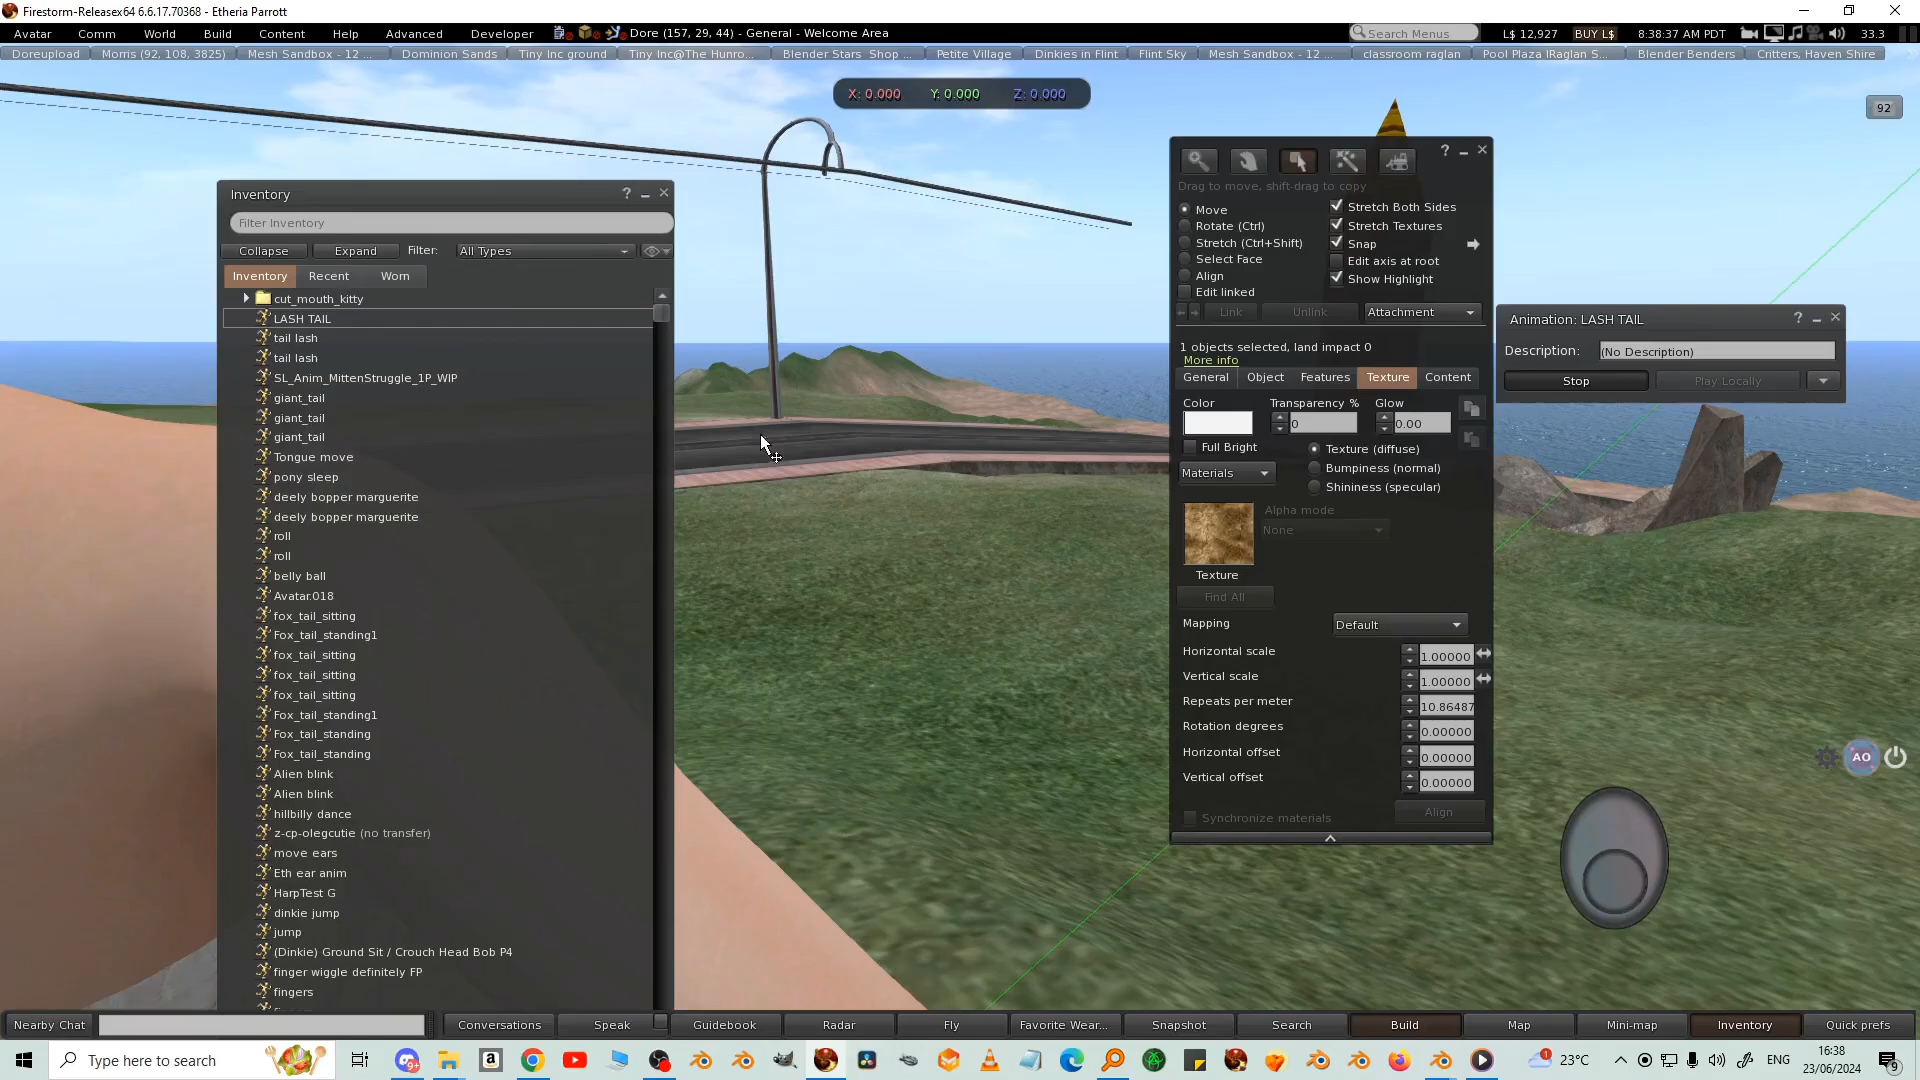 Firestorm-Releasex64 6.6.17.70368 - Etheria Parrott
Avatar Comm World Build Content Help Advanced Developer Dore (157, 29, 44) - General - Welcome Area Search Menus L$ 12,927 BUY L$ 8:38:37 AM PDT 33.3
Doreupload Morris (92, 108, 3825) Mesh Sandbox - 12 ... Dominion Sands Tiny Inc ground Tiny Inc@The Hunro... Blender Stars Shop ... Petite Village Dinkies in Flint Flint Sky Mesh Sandbox - 12 ... classroom raglan Pool Plaza IRaglan S... Blender Benders Critters, Haven Shire
X: 0.000 Y: 0.000 Z: 0.000
92
Inventory ?
Filter Inventory
Collapse Expand Filter: All Types
Inventory Recent Worn
cut_mouth_kitty
LASH TAIL
tail lash
tail lash
SL_Anim_MittenStruggle_1P_WIP
giant_tail
giant_tail
giant_tail
Tongue move
pony sleep
deely bopper marguerite
deely bopper marguerite
roll
roll
belly ball
Avatar.018
fox_tail_sitting
Fox_tail_standing1
fox_tail_sitting
fox_tail_sitting
fox_tail_sitting
Fox_tail_standing1
Fox_tail_standing
Fox_tail_standing
Alien blink
Alien blink
hillbilly dance
z-cp-olegcutie (no transfer)
move ears
Eth ear anim
HarpTest G
dinkie jump
jump
(Dinkie) Ground Sit / Crouch Head Bob P4
finger wiggle definitely FP
fingers
?
Drag to move, shift-drag to copy
Move
Rotate (Ctrl)
Stretch (Ctrl+Shift)
Select Face
Align
Edit linked
Stretch Both Sides
Stretch Textures
Snap
Edit axis at root
Show Highlight
Link Unlink Attachment
1 objects selected, land impact 0
More info
General Object Features Texture Content
Color Transparency % Glow
0 0.00
Full Bright
Materials
Texture (diffuse)
Bumpiness (normal)
Shininess (specular)
Alpha mode
None
Texture
Find All
Mapping Default
Horizontal scale 1.00000
Vertical scale 1.00000
Repeats per meter 10.86487
Rotation degrees 0.00000
Horizontal offset 0.00000
Vertical offset 0.00000
Synchronize materials Align
Animation: LASH TAIL ?
Description: (No Description)
Stop Play Locally
AO
Nearby Chat Conversations Speak Guidebook Radar Fly Favorite Wear... Snapshot Search Build Map Mini-map Inventory Quick prefs
Type here to search 9+ 1 23°C ENG 16:38
23/06/2024 9